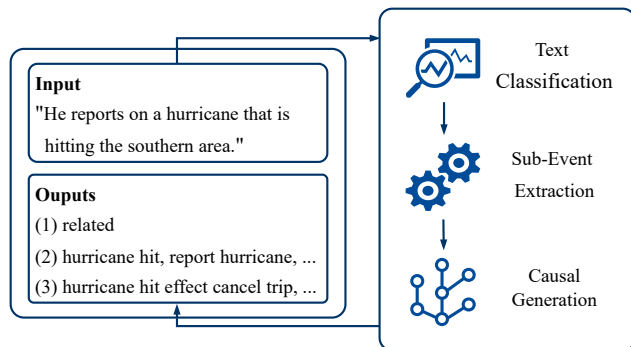 Input
"He reports on a hurricane that is
hitting the southern area."
Ouputs
(1) related
(2) hurricane hit, report hurricane, ...
(3) hurricane hit effect cancel trip, ...
Text
Classification
Sub-Event
Extraction
Causal
Generation